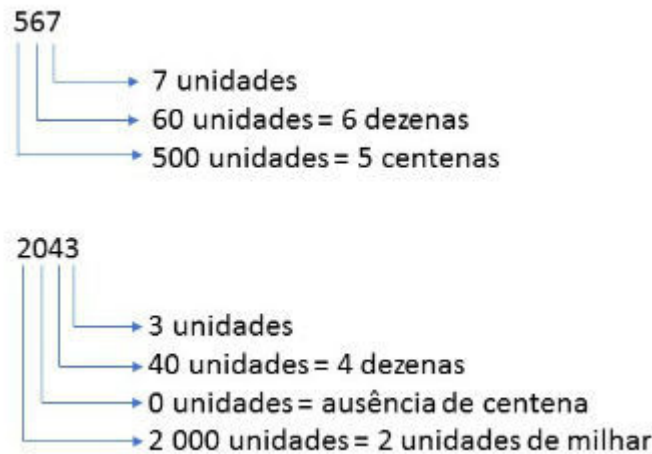 567
7 unidades
60 unidades = 6 dezenas
500 unidades = 5 centenas
2043
3 unidades
40 unidades = 4 dezenas
0 unidades = ausência de centena
2 000 unidades = 2 unidades de milhar